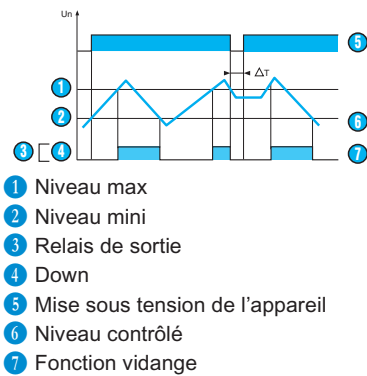 Un
5
ΔT
1
2
6
3 4
7
1 Niveau max
2 Niveau mini
3 Relais de sortie
4 Down
5 Mise sous tension de l'appareil
6 Niveau contrôlé
7 Fonction vidange